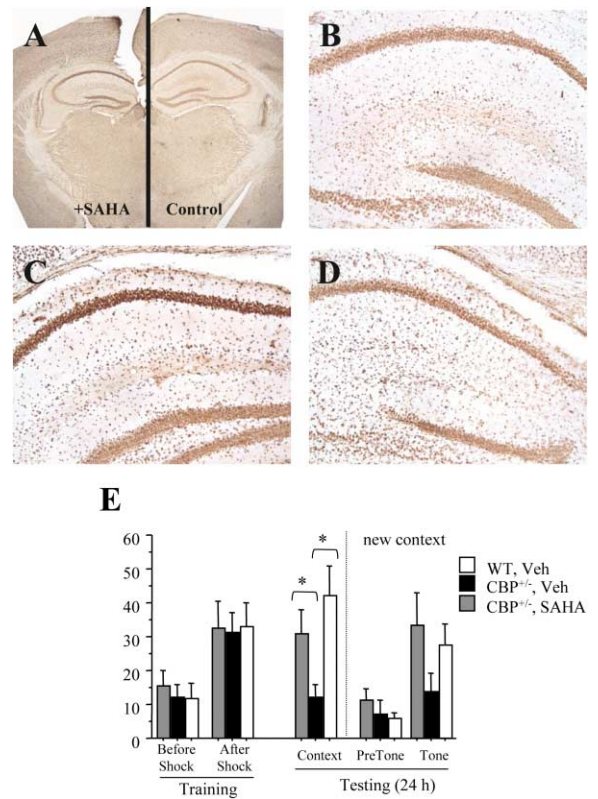 A
+SAHA Control
B
C
D
E
60
50
40
30
20
10
0
*
*
new context
WT, Veh
CBP+/-, Veh
CBP+/-, SAHA
Before Shock
After Shock
Context
PreTone
Tone
Training
Testing (24 h)